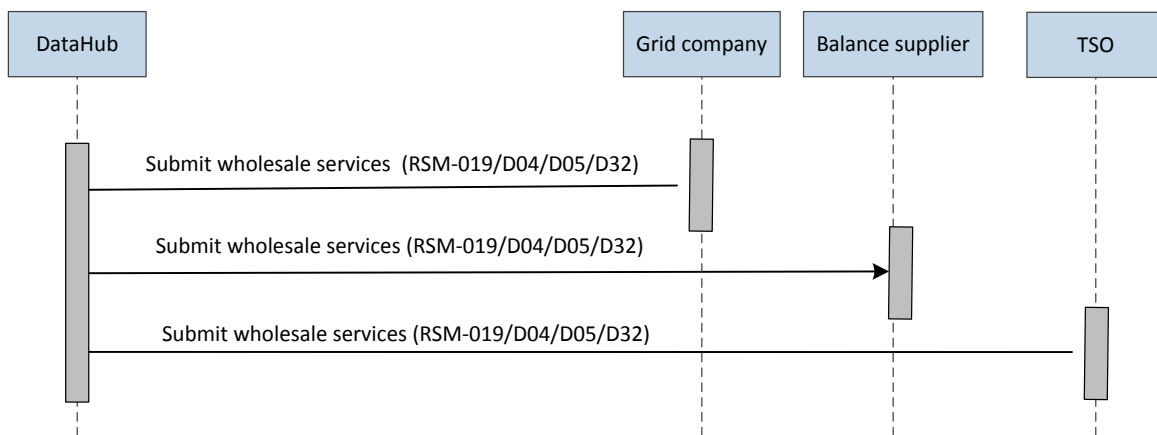 DataHub
Grid company
Balance supplier
TSO
Submit wholesale services  (RSM-019/D04/D05/D32)
Submit wholesale services (RSM-019/D04/D05/D32)
Submit wholesale services (RSM-019/D04/D05/D32)